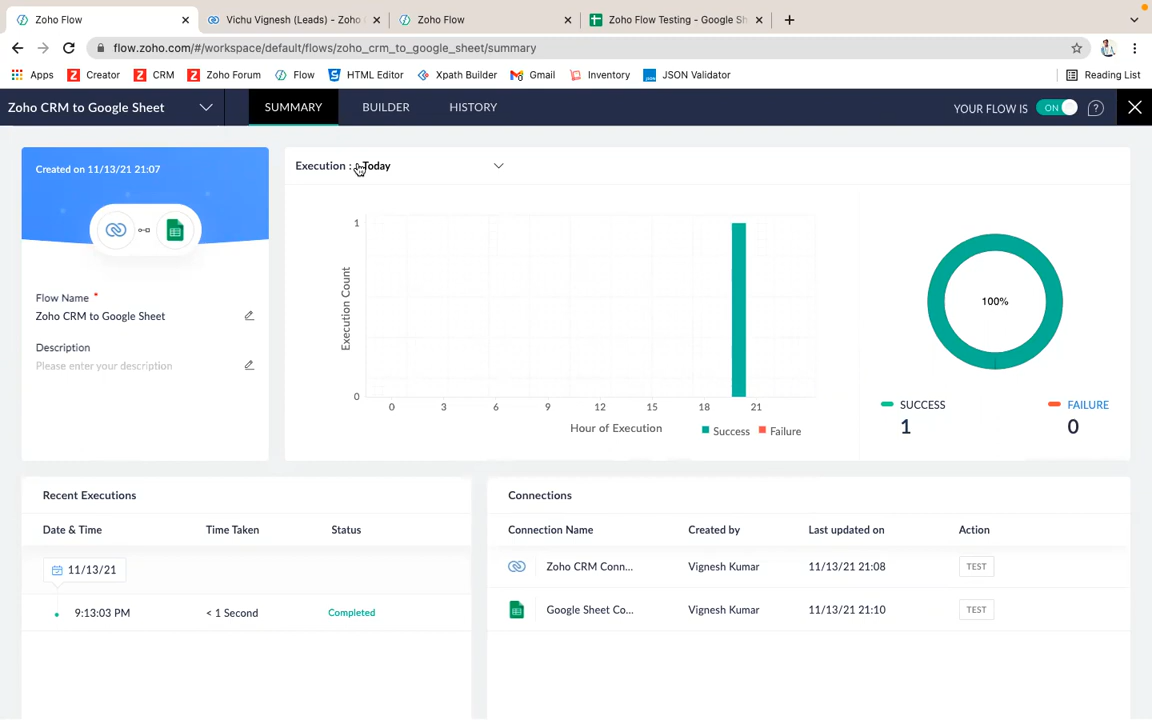 Zoho Flow
Vichu Vignesh (Leads) - Zoho
Zoho Flow
Zoho Flow Testing - Google Sh
flow.zoho.com/#/workspace/default/flows/zoho_crm_to_google_sheet/summary
Apps
Creator
CRM
Zoho Forum
Flow
HTML Editor
Xpath Builder
Gmail
Inventory
JSON Validator
Reading List
Zoho CRM to Google Sheet
SUMMARY
BUILDER
HISTORY
YOUR FLOW IS
ON
?
Created on 11/13/21 21:07
Flow Name *
Zoho CRM to Google Sheet
Description
Please enter your description
Execution : Today
1
0
Execution Count
0 3 6 9 12 15 18 21
Hour of Execution
Success
Failure
100%
SUCCESS
1
FAILURE
0
Recent Executions
Date & Time Time Taken Status
11/13/21
9:13:03 PM < 1 Second Completed
Connections
Connection Name Created by Last updated on Action
Zoho CRM Conn... Vignesh Kumar 11/13/21 21:08 TEST
Google Sheet Co... Vignesh Kumar 11/13/21 21:10 TEST